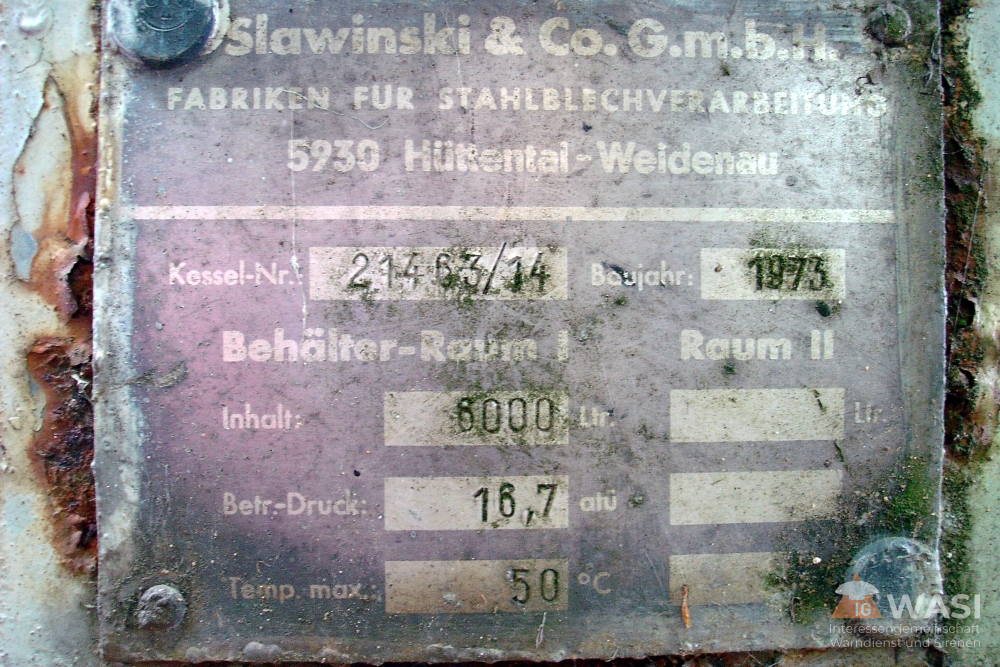 Slawinski & Co. G.m.b.H.
FABRIKEN FÜR STAHLBLECHVERARBEITUNG
5930 Hüttental-Weidenau
Kessel-Nr.: 21463/14 Baujahr: 1973
Behälter-Raum I Raum II
Inhalt: 6000 Ltr. Ltr.
Betr.-Druck: 16,7 atü
Temp. max.: 50 °C
IG WASI
Interessengemeinschaft
Warndienst und Sirenen